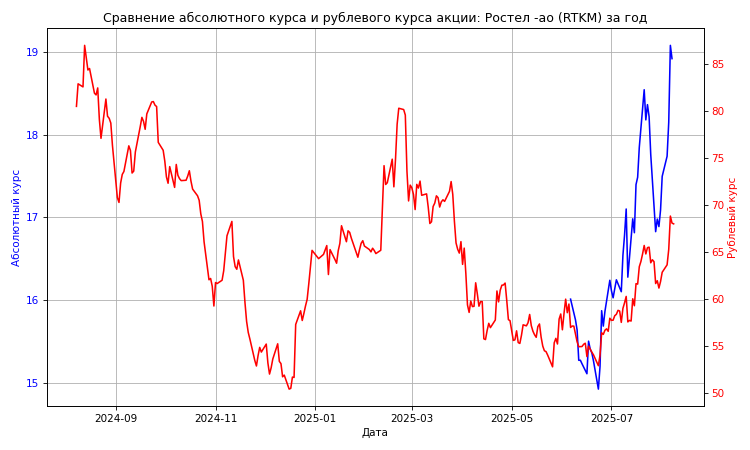 Сравнение абсолютного курса и рублевого курса акции: Ростел -ао (RTKM) за год
Абсолютный курс
19
18
17
16
15
85
80
75
70
65
60
55
50
Рублевый курс
2024-09 2024-11 2025-01 2025-03 2025-05 2025-07
Дата